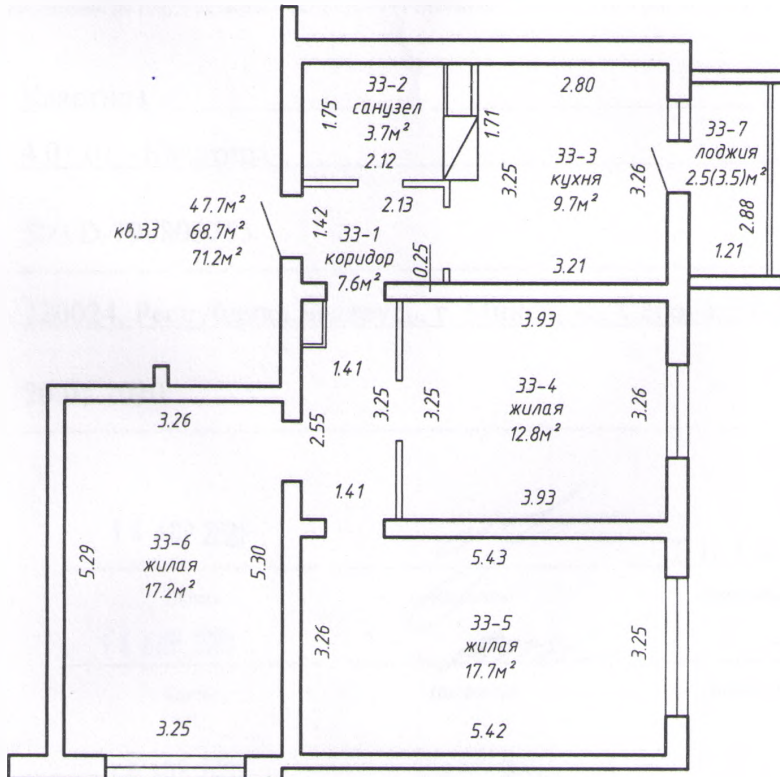 33-2
санузел
3.7м²
1.75
2.12
1.71
2.80
33-3
кухня
9.7м²
3.25
3.26
3.21
33-7
лоджия
2.5(3.5)м²
2.88
1.21
47.7м²
кв.33 68.7м²
71.2м²
2.13
1.42
33-1
коридор
7.6м²
0.25
1.41
2.55
3.25
1.41
3.93
33-4
жилая
12.8м²
3.25
3.26
3.93
3.26
33-6
жилая
17.2м²
5.29
5.30
3.25
5.43
33-5
жилая
17.7м²
3.26
3.25
5.42